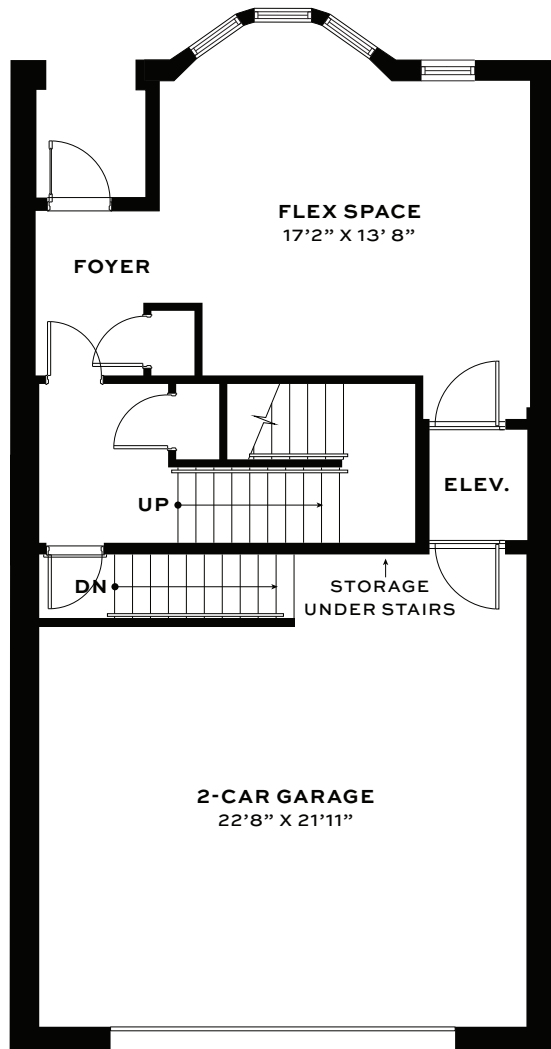 FLEX SPACE
17’2” X 13’ 8”
FOYER
ELEV.
UP
DN
STORAGE
UNDER STAIRS
2-CAR GARAGE
22’8” X 21’11”